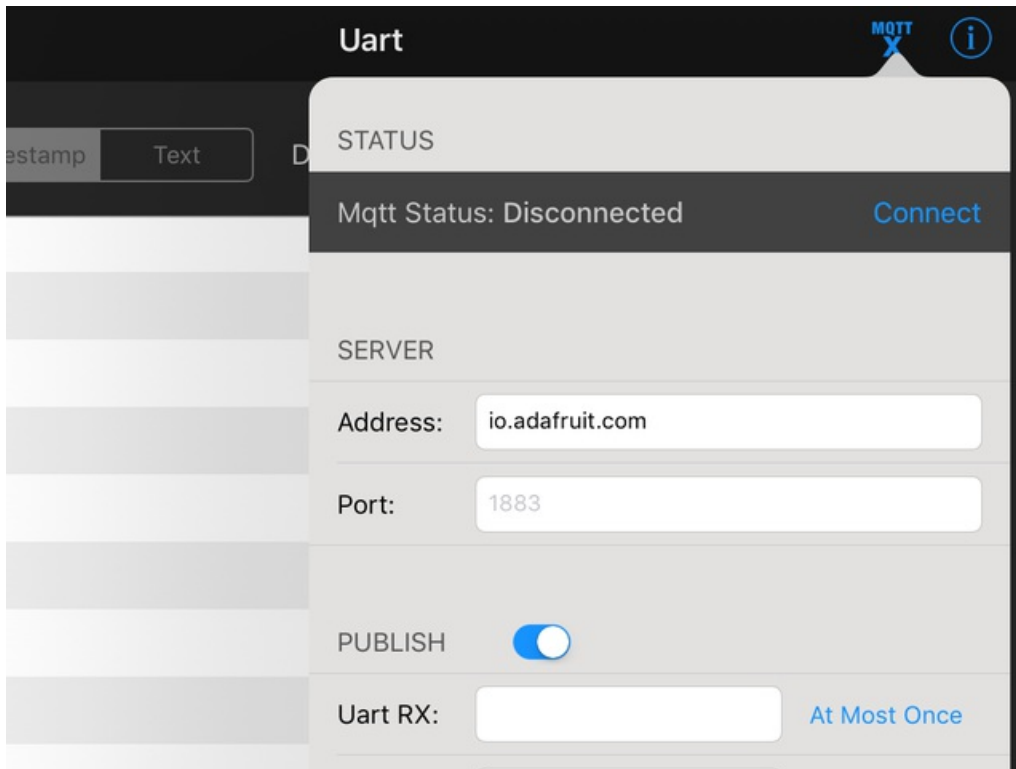 Uart
MQTT
X
i
Text
STATUS
Mqtt Status: Disconnected Connect
SERVER
Address: io.adafruit.com
Port: 1883
PUBLISH
Uart RX: At Most Once